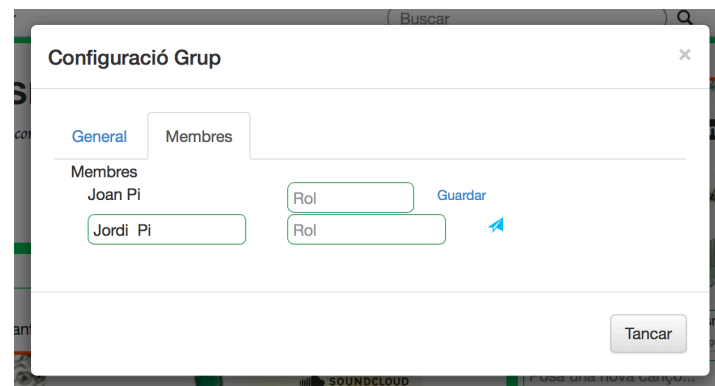 Buscar
Configuració Grup
×
General Membres
Membres
Joan Pi Rol Guardar
Jordi Pi Rol
Tancar
SOUNDCLOUD
Posa una nova cançó...